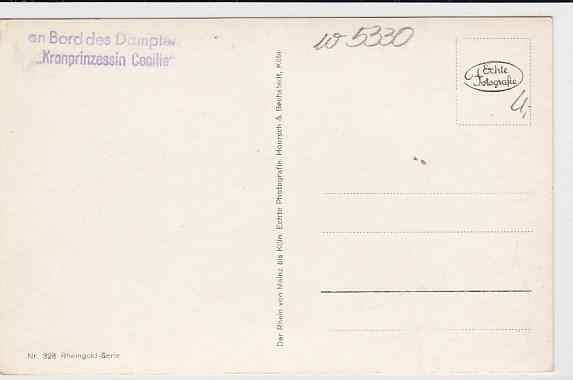 an Bord des Dampfer
„Kronprinzessin Cecilie"
w 5330
Echte
Fotografie
4,-
Der Rhein von Mainz bis Köln. Echte Photografie. Hoursch & Bechstedt, Köln
Nr. 328 Rheingold-Serie